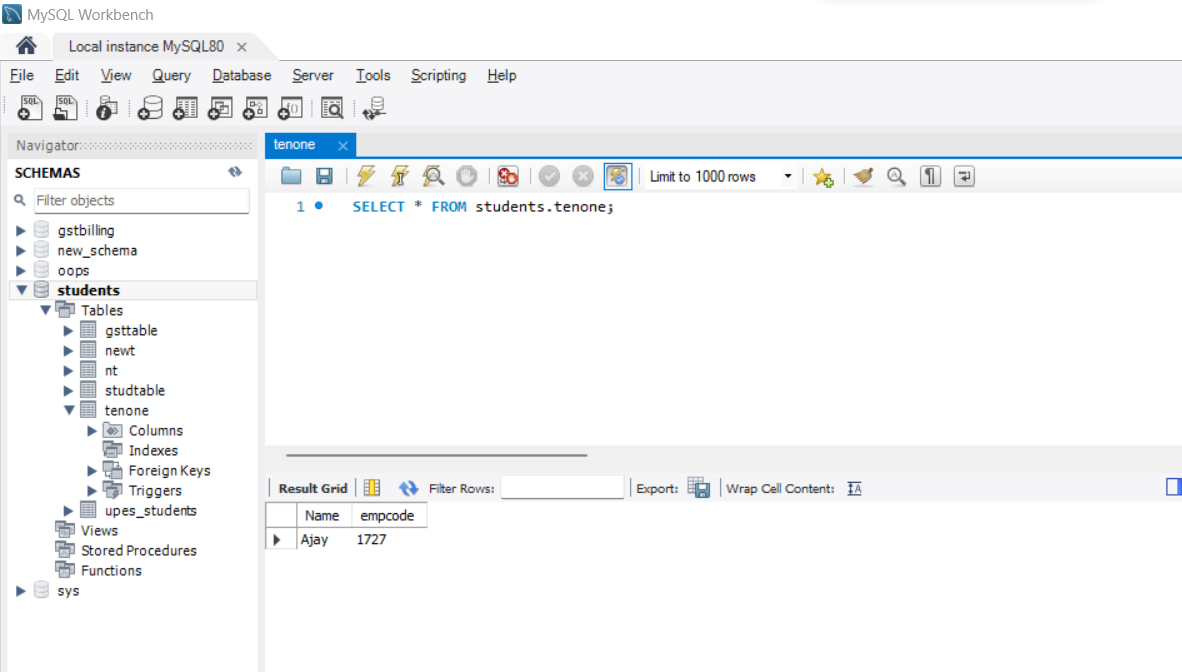 MySQL Workbench
Local instance MySQL80
File Edit View Query Database Server Tools Scripting Help
Navigator
SCHEMAS
Filter objects
gstbilling
new_schema
oops
students
Tables
gsttable
newt
nt
studtable
tenone
Columns
Indexes
Foreign Keys
Triggers
upes_students
Views
Stored Procedures
Functions
sys
tenone
Limit to 1000 rows
1 SELECT * FROM students.tenone;
Result Grid Filter Rows: Export: Wrap Cell Content:
Name empcode
Ajay 1727